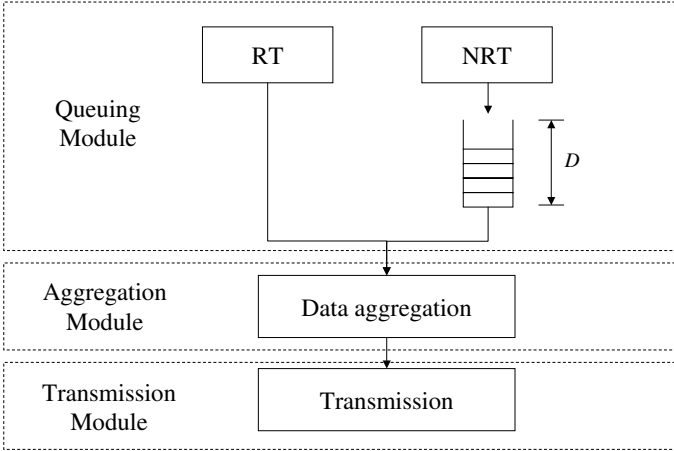 RT
NRT
Queuing
Module
D
Aggregation
Module
Data aggregation
Transmission
Module
Transmission